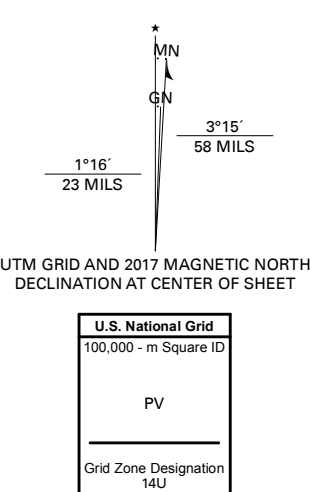 MN
GN
3°15´
58 MILS
1°16´
23 MILS
UTM GRID AND 2017 MAGNETIC NORTH
DECLINATION AT CENTER OF SHEET
U.S. National Grid
100,000 - m Square ID
PV
Grid Zone Designation
14U